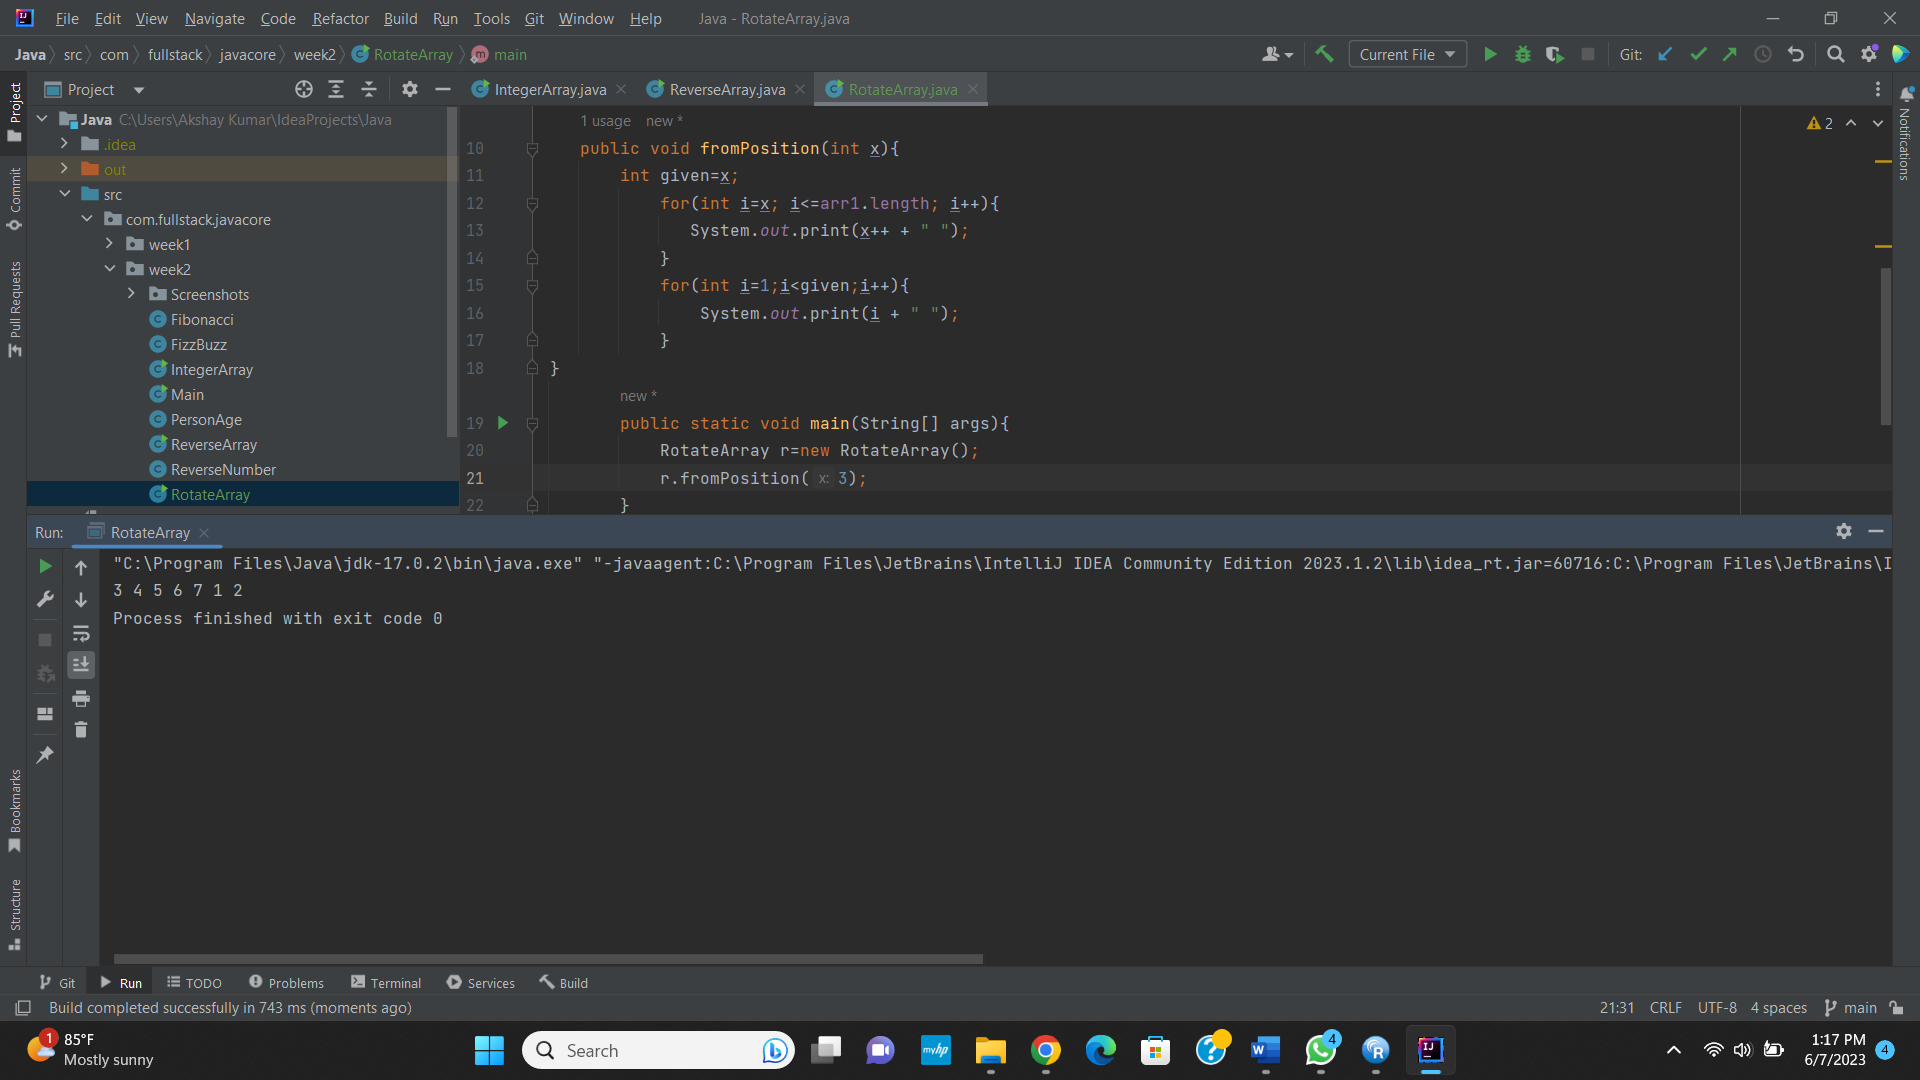 File Edit View Navigate Code Refactor Build Run Tools Git Window Help Java - RotateArray.java
Java src com fullstack javacore week2 RotateArray main Current File Git:
Project IntegerArray.java ReverseArray.java RotateArray.java
Java C:\Users\Akshay Kumar\IdeaProjects\Java
.idea
out
src
com.fullstack.javacore
week1
week2
Screenshots
Fibonacci
FizzBuzz
IntegerArray
Main
PersonAge
ReverseArray
ReverseNumber
RotateArray
Project
Commit
Pull Requests
Bookmarks
Structure
Notifications
1 usage new *
2
10 public void fromPosition(int x){
11 int given=x;
12 for(int i=x; i<=arr1.length; i++){
13 System.out.print(x++ + " ");
14 }
15 for(int i=1;i<given;i++){
16 System.out.print(i + " ");
17 }
18 }
new *
19 public static void main(String[] args){
20 RotateArray r=new RotateArray();
21 r.fromPosition( x: 3);
22 }
Run: RotateArray
"C:\Program Files\Java\jdk-17.0.2\bin\java.exe" "-javaagent:C:\Program Files\JetBrains\IntelliJ IDEA Community Edition 2023.1.2\lib\idea_rt.jar=60716:C:\Program Files\JetBrains\I
3 4 5 6 7 1 2
Process finished with exit code 0
Git Run TODO Problems Terminal Services Build
Build completed successfully in 743 ms (moments ago) 21:31 CRLF UTF-8 4 spaces main
1 85°F
Mostly sunny
Search
myhp
4
1:17 PM
6/7/2023 4